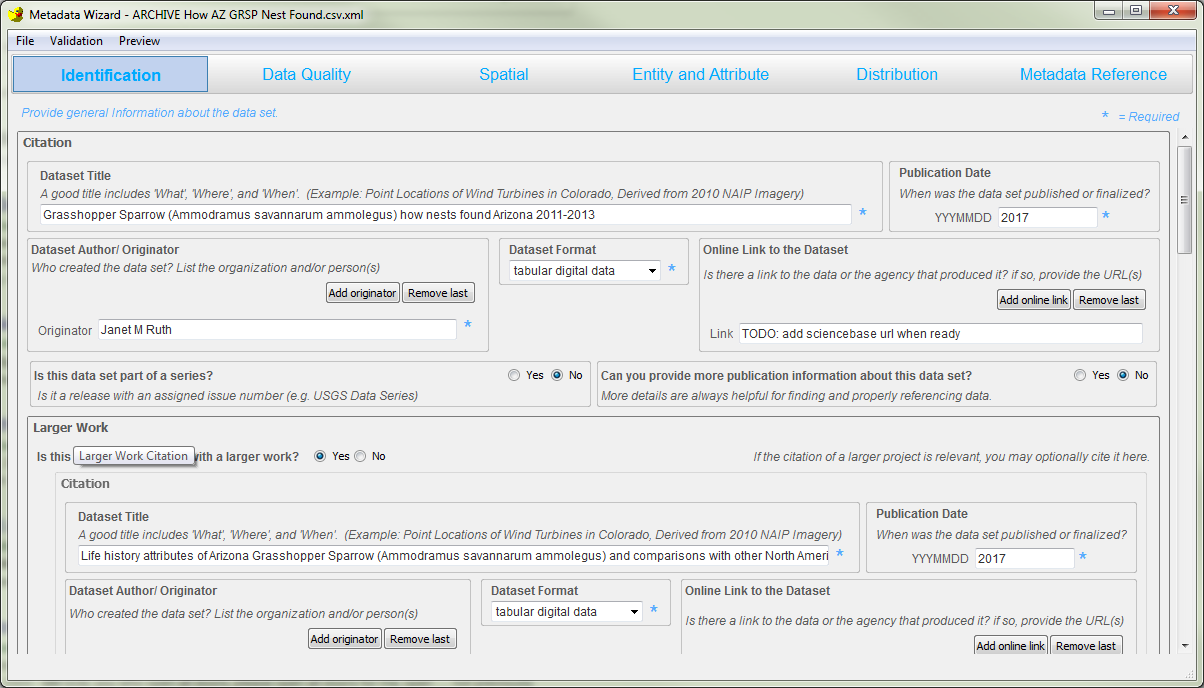 Metadata Wizard - ARCHIVE How AZ GRSP Nest Found.csv.xml
File Validation Preview
Identification Data Quality Spatial Entity and Attribute Distribution Metadata Reference
Provide general Information about the data set.
* = Required
Citation
Dataset Title
A good title includes 'What', 'Where', and 'When'. (Example: Point Locations of Wind Turbines in Colorado, Derived from 2010 NAIP Imagery)
Grasshopper Sparrow (Ammodramus savannarum ammolegus) how nests found Arizona 2011-2013 *
Publication Date
When was the data set published or finalized?
YYYMMDD 2017 *
Dataset Author/ Originator
Who created the data set? List the organization and/or person(s)
Add originator Remove last
Originator Janet M Ruth *
Dataset Format
tabular digital data *
Online Link to the Dataset
Is there a link to the data or the agency that produced it? if so, provide the URL(s)
Add online link Remove last
Link TODO: add sciencebase url when ready
Is this data set part of a series? Yes No
Is it a release with an assigned issue number (e.g. USGS Data Series)
Can you provide more publication information about this data set? Yes No
More details are always helpful for finding and properly referencing data.
Larger Work
Is this Larger Work Citation with a larger work? Yes No
If the citation of a larger project is relevant, you may optionally cite it here.
Citation
Dataset Title
A good title includes 'What', 'Where', and 'When'. (Example: Point Locations of Wind Turbines in Colorado, Derived from 2010 NAIP Imagery)
Life history attributes of Arizona Grasshopper Sparrow (Ammodramus savannarum ammolegus) and comparisons with other North Ameri *
Publication Date
When was the data set published or finalized?
YYYMMDD 2017 *
Dataset Author/ Originator
Who created the data set? List the organization and/or person(s)
Add originator Remove last
Dataset Format
tabular digital data *
Online Link to the Dataset
Is there a link to the data or the agency that produced it? if so, provide the URL(s)
Add online link Remove last